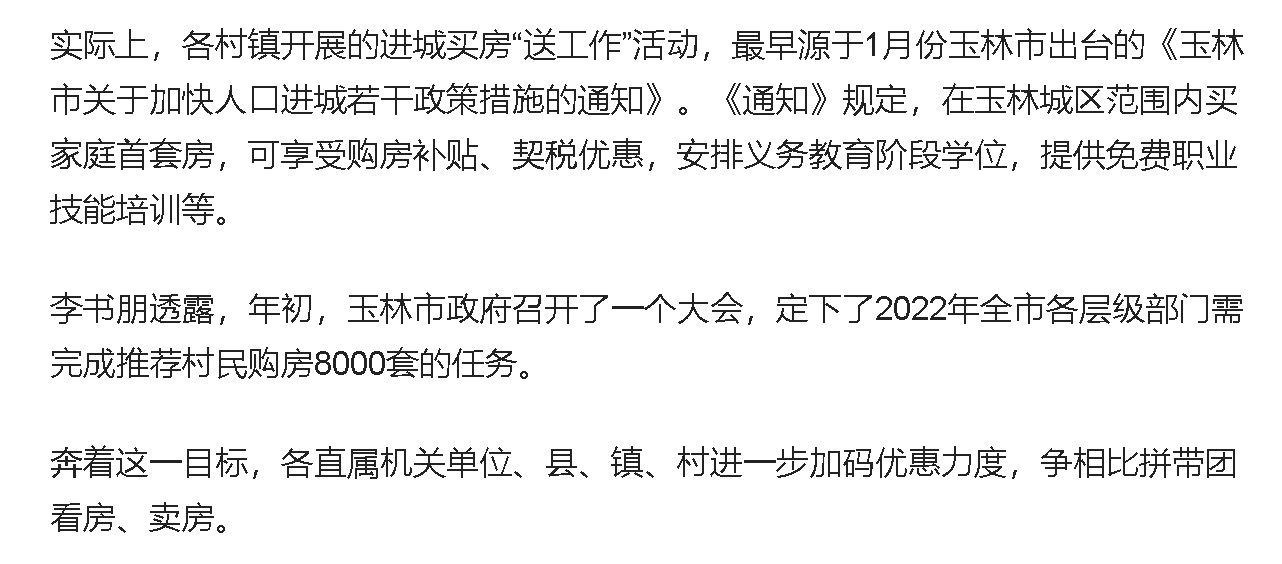 实际上，各村镇开展的进城买房“送工作”活动，最早源于1月份玉林市出台的《玉林
市关于加快人口进城若干政策措施的通知》。《通知》规定，在玉林城区范围内买
家庭首套房，可享受购房补贴、契税优惠，安排义务教育阶段学位，提供免费职业
技能培训等。
李书朋透露，年初，玉林市政府召开了一个大会，定下了2022年全市各层级部门需
完成推荐村民购房8000套的任务。
奔着这一目标，各直属机关单位、县、镇、村进一步加码优惠力度，争相比拼带团
看房、卖房。